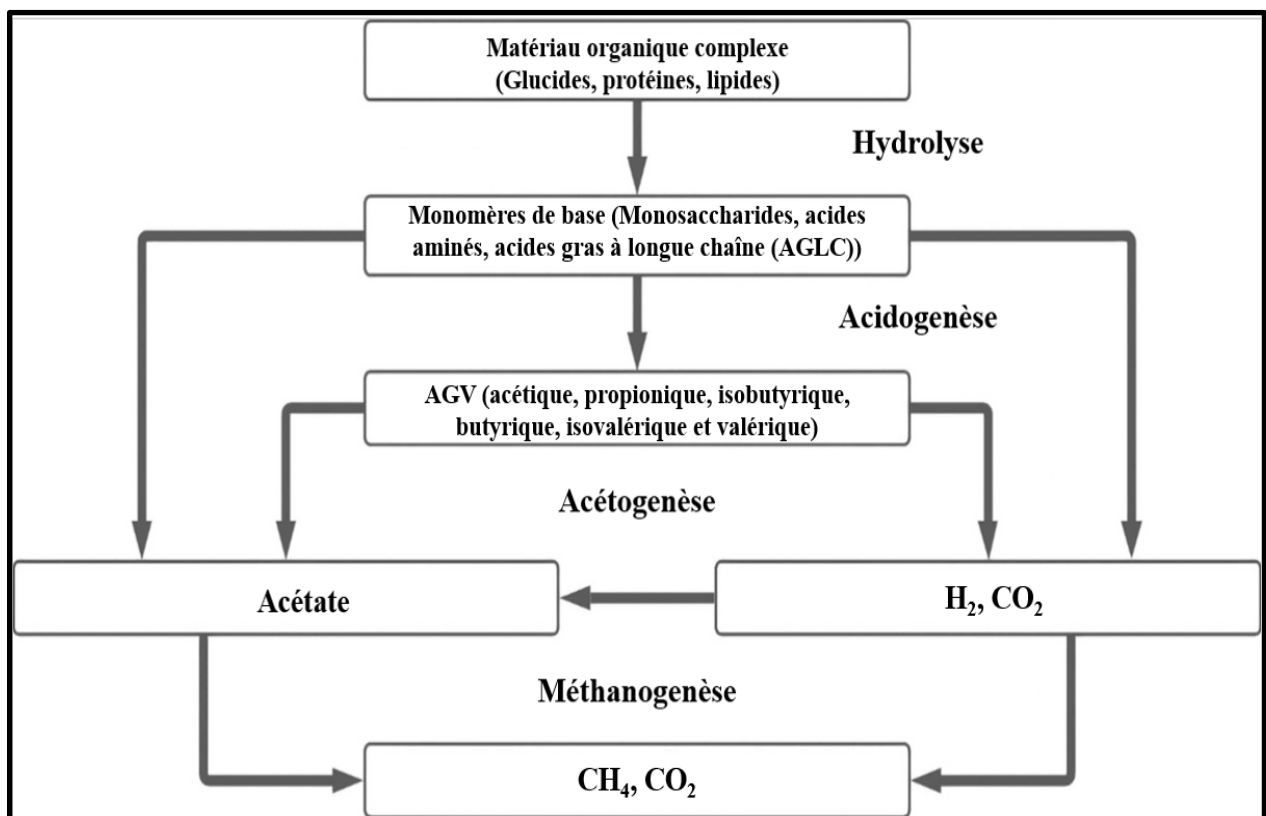 Matériau organique complexe
(Glucides, protéines, lipides)
Hydrolyse
Monomères de base (Monosaccharides, acides
aminés, acides gras à longue chaîne (AGLC))
Acidogenèse
AGV (acétique, propionique, isobutyrique,
butyrique, isovalérique et valérique)
Acétogenèse
Acétate
H₂, CO₂
Méthanogenèse
CH₄, CO₂